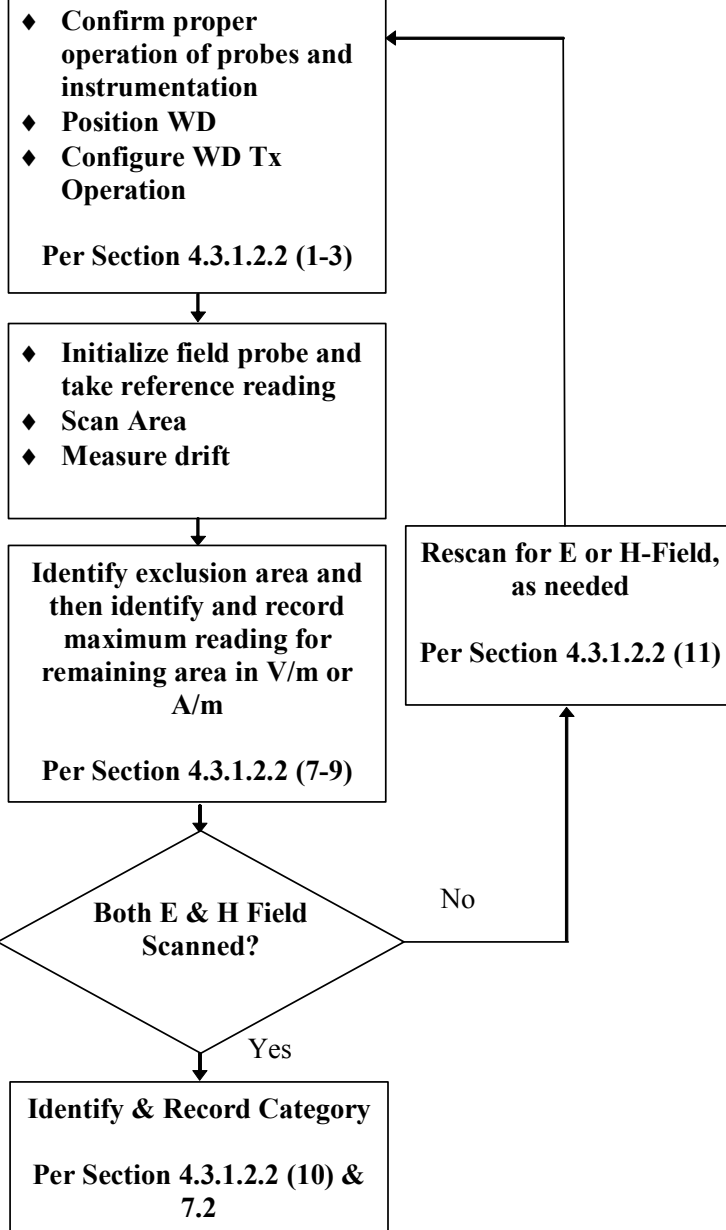 ♦ Confirm proper
operation of probes and
instrumentation
♦ Position WD
♦ Configure WD Tx
Operation
Per Section 4.3.1.2.2 (1-3)
♦ Initialize field probe and
take reference reading
♦ Scan Area
♦ Measure drift
Identify exclusion area and
then identify and record
maximum reading for
remaining area in V/m or
A/m
Per Section 4.3.1.2.2 (7-9)
Rescan for E or H-Field,
as needed
Per Section 4.3.1.2.2 (11)
Both E & H Field
Scanned?
No
Yes
Identify & Record Category
Per Section 4.3.1.2.2 (10) &
7.2